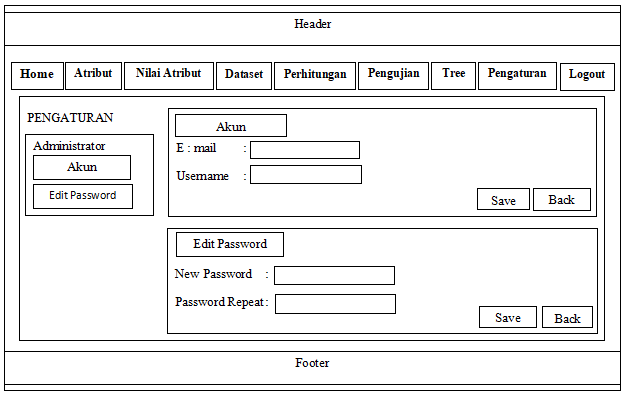 Header
Home Atribut Nilai Atribut Dataset Perhitungan Pengujian Tree Pengaturan Logout
PENGATURAN
Administrator
Akun
Edit Password
Akun
E : mail :
Username :
Save Back
Edit Password
New Password :
Password Repeat :
Save Back
Footer